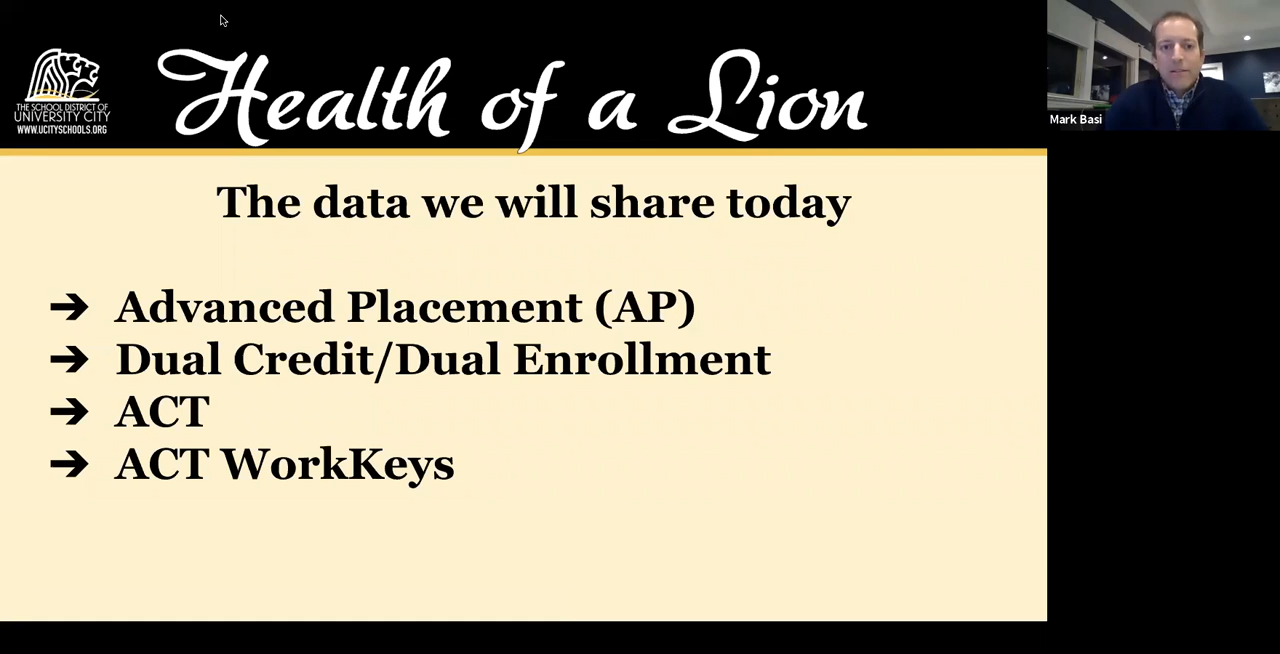 Health of a Lion
THE SCHOOL DISTRICT OF
UNIVERSITY CITY
WWW.UCITYSCHOOLS.ORG
Mark Basi
The data we will share today
➔ Advanced Placement (AP)
➔ Dual Credit/Dual Enrollment
➔ ACT
➔ ACT WorkKeys